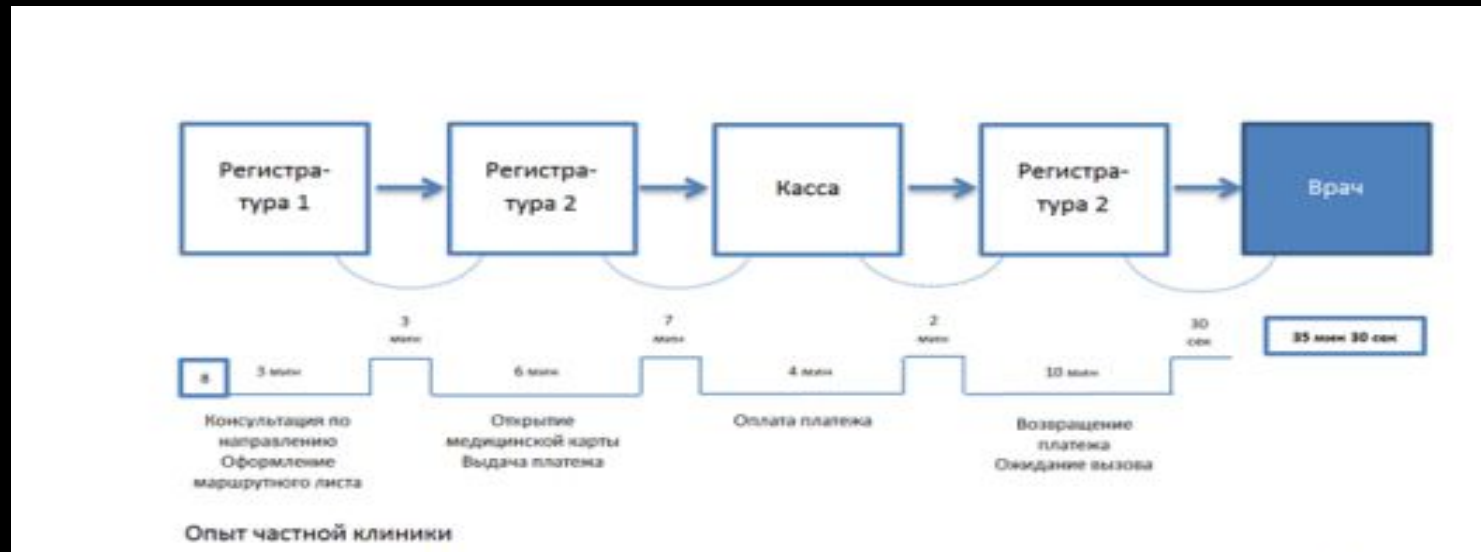 Регистра-
тура 1
Регистра-
тура 2
Касса
Регистра-
тура 2
Врач
3
мин
7
мин
2
мин
30
сек
35 мин 30 сек
8
3 мин
6 мин
4 мин
10 мин
Консультация по
направлению
Оформление
маршрутного листа
Открытие
медицинской карты
Выдача платежа
Оплата платежа
Возвращение
платежа
Ожидание вызова
Опыт частной клиники